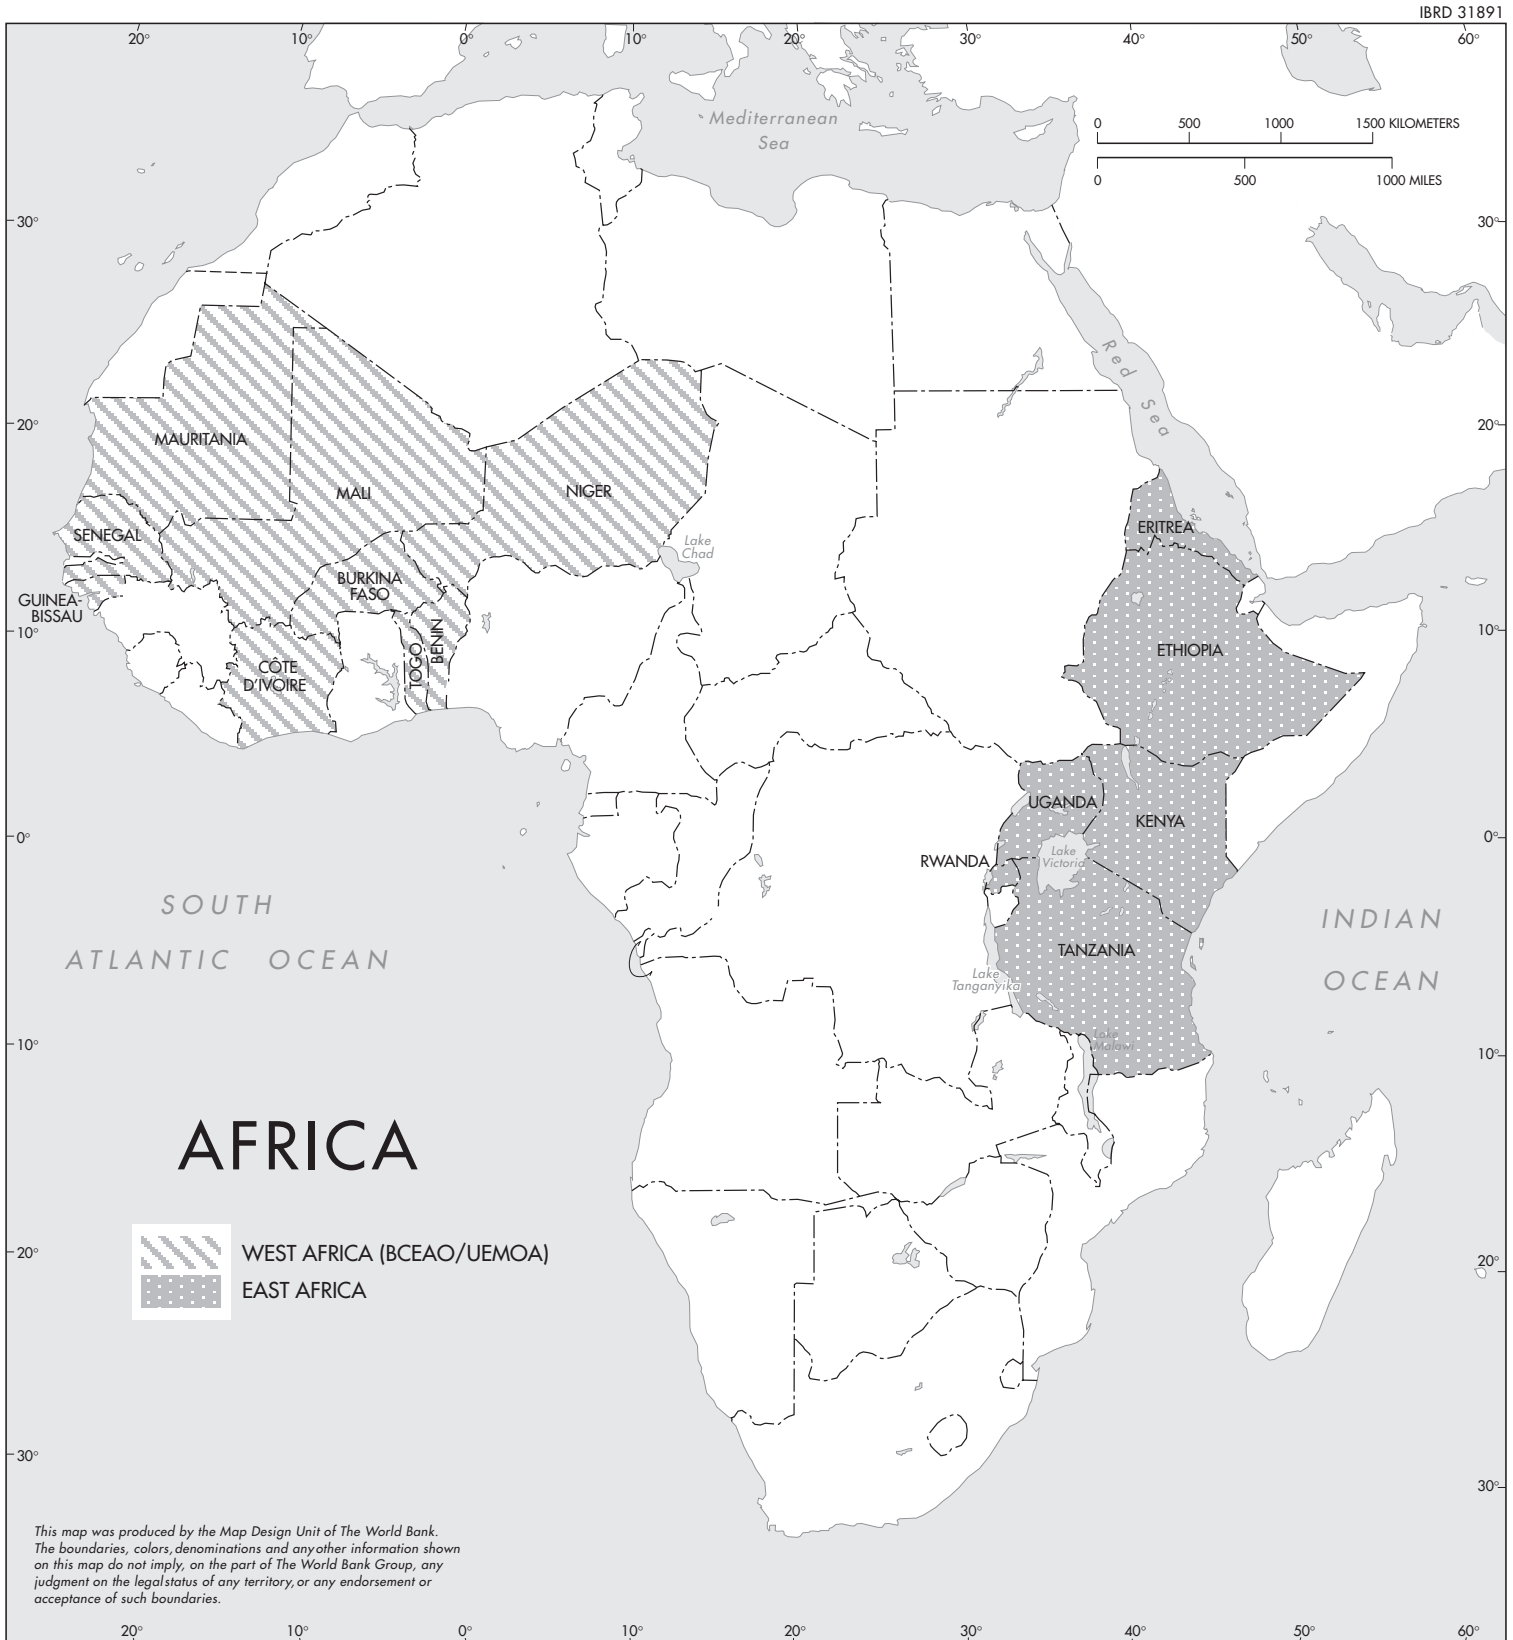 IBRD 31891
20° 10° 0° 10° 20° 30° 40° 50° 60°
Mediterranean
Sea
0 500 1000 1500 KILOMETERS
0 500 1000 MILES
30° 30°
Red Sea
20° 20°
MAURITANIA
MALI
NIGER
SENEGAL
ERITREA
Lake
Chad
BURKINA
FASO
GUINEA-
BISSAU
10° 10°
TOGO
BENIN
ETHIOPIA
CÔTE
D'IVOIRE
UGANDA
KENYA
0° 0°
RWANDA
Lake
Victoria
SOUTH
ATLANTIC OCEAN
INDIAN
OCEAN
TANZANIA
Lake
Tanganyika
Lake
Malawi
10° 10°
AFRICA
WEST AFRICA (BCEAO/UEMOA)
EAST AFRICA
20° 20°
30° 30°
This map was produced by the Map Design Unit of The World Bank.
The boundaries, colors, denominations and any other information shown
on this map do not imply, on the part of The World Bank Group, any
judgment on the legal status of any territory, or any endorsement or
acceptance of such boundaries.
20° 10° 0° 10° 20° 30° 40° 50° 60°